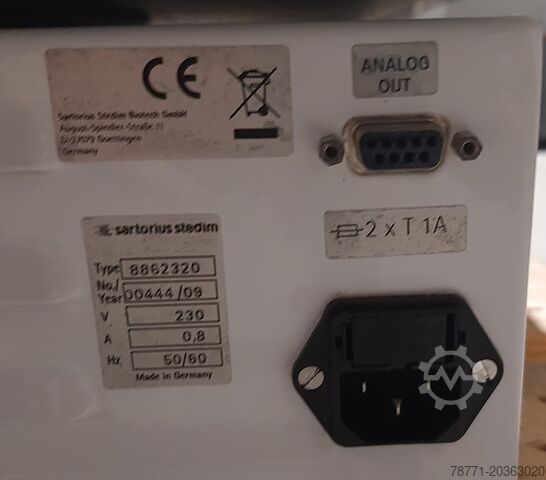 CE
Sartorius Stedim Biotech GmbH
August-Spindler-Straße 11
D-37079 Goettingen
Germany
ANALOG
OUT
2 x T 1A
sartorius stedim
Type 8862320
No./
Year 00444/09
V 230
A 0,8
Hz 50/60
Made in Germany
78771-20363020